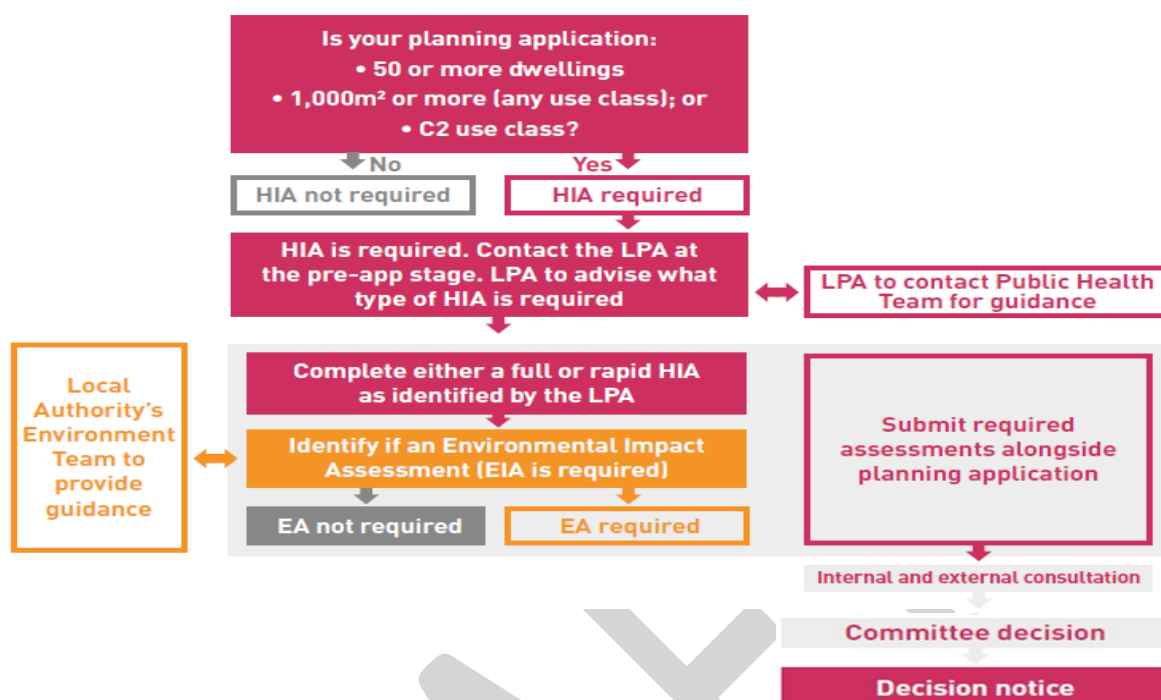 Is your planning application:
• 50 or more dwellings
• 1,000m² or more (any use class); or
• C2 use class?
No
Yes
HIA not required
HIA required
HIA is required. Contact the LPA at
the pre-app stage. LPA to advise what
type of HIA is required
LPA to contact Public Health
Team for guidance
Local
Authority's
Environment
Team to
provide
guidance
Complete either a full or rapid HIA
as identified by the LPA
Identify if an Environmental Impact
Assessment (EIA is required)
EA not required
EA required
Submit required
assessments alongside
planning application
Internal and external consultation
Committee decision
Decision notice